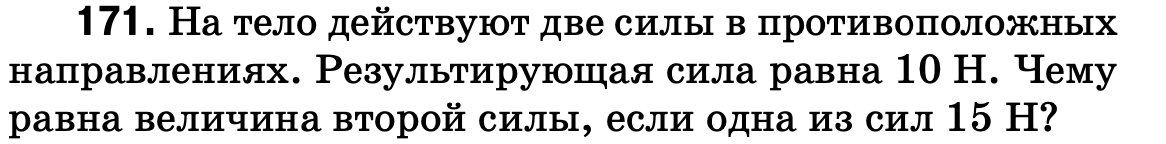 171. На тело действуют две силы в противоположных
направлениях. Результирующая сила равна 10 Н. Чему
равна величина второй силы, если одна из сил 15 Н?